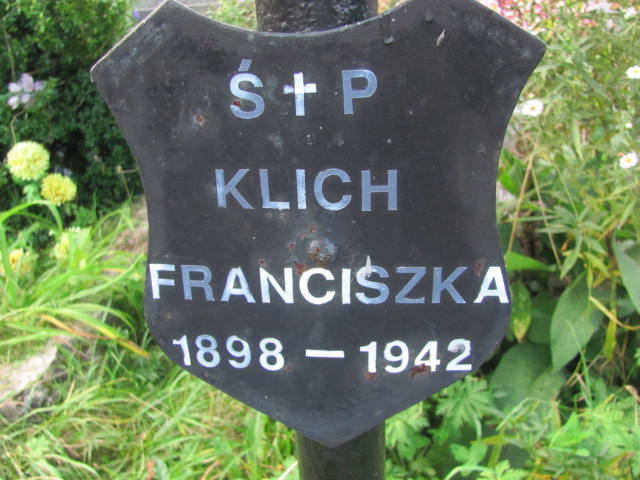 Ś✝P
KLICH
FRANCISZKA
1898 – 1942